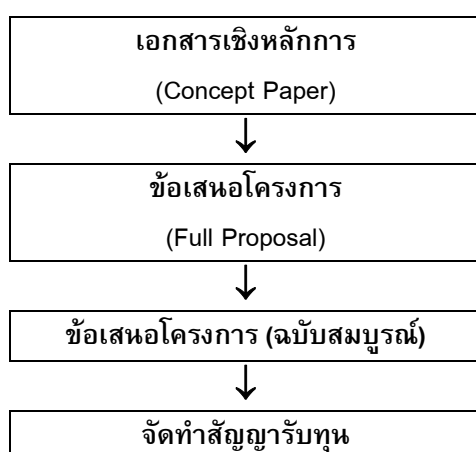 เอกสารเชิงหลักการ
(Concept Paper)
ข้อเสนอโครงการ
(Full Proposal)
ข้อเสนอโครงการ (ฉบับสมบูรณ์)
จัดทำสัญญารับทุน